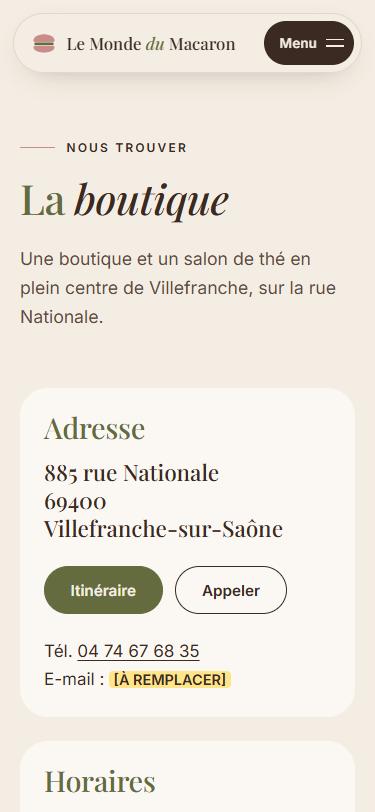 Le Monde du Macaron
Menu
NOUS TROUVER
La boutique
Une boutique et un salon de thé en
plein centre de Villefranche, sur la rue
Nationale.
Adresse
885 rue Nationale
69400
Villefranche-sur-Saône
Itinéraire
Appeler
Tél. 04 74 67 68 35
E-mail : [À REMPLACER]
Horaires